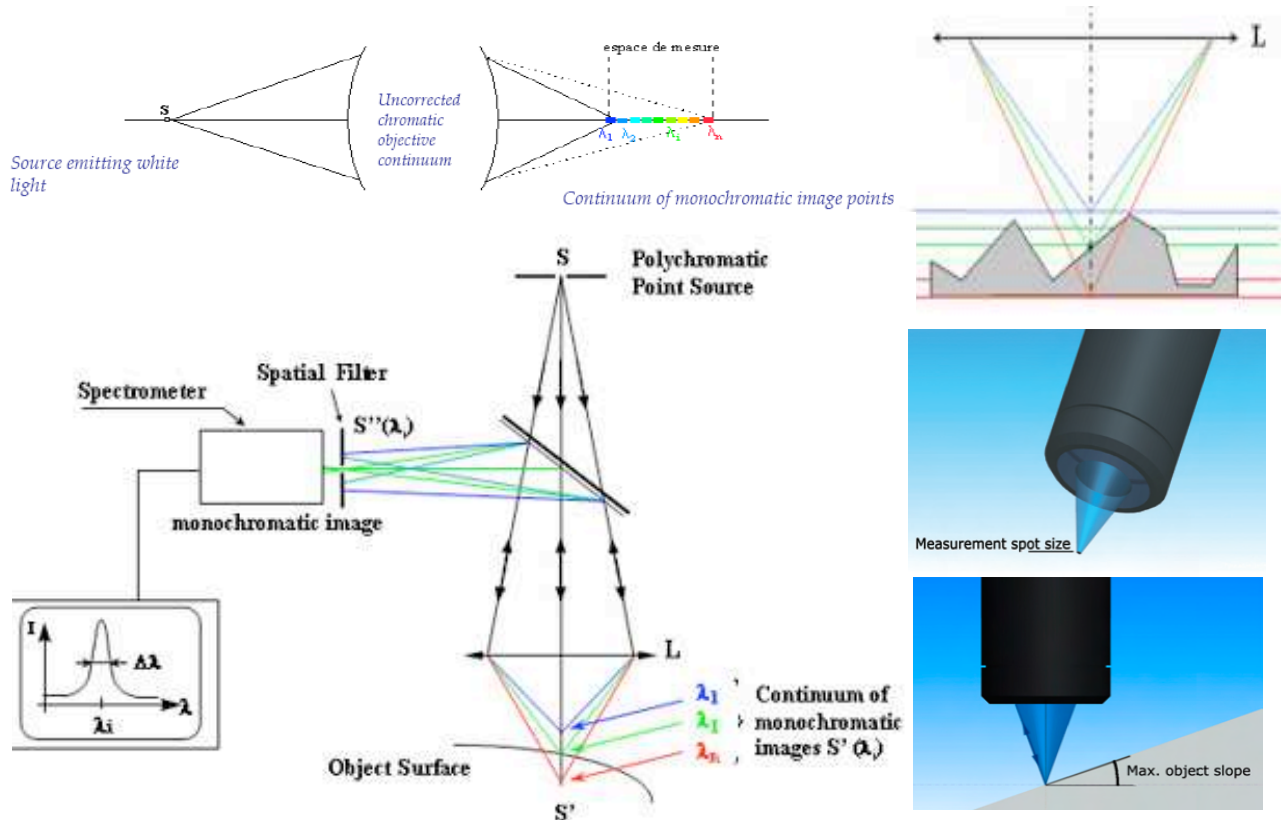 espace de mesure
S
Uncorrected
chromatic
objective
continuum
λ1 λ2 λi λn
Source emitting white
light
Continuum of monochromatic image points
L
S
Polychromatic
Point Source
Spatial Filter
Spectrometer
S''(λi)
monochromatic image
I
Δλ
λ
λi
L
λ1 , Continuum of
λI , monochromatic
λn , images S' (λi)
Object Surface
S'
Measurement spot size
Max. object slope